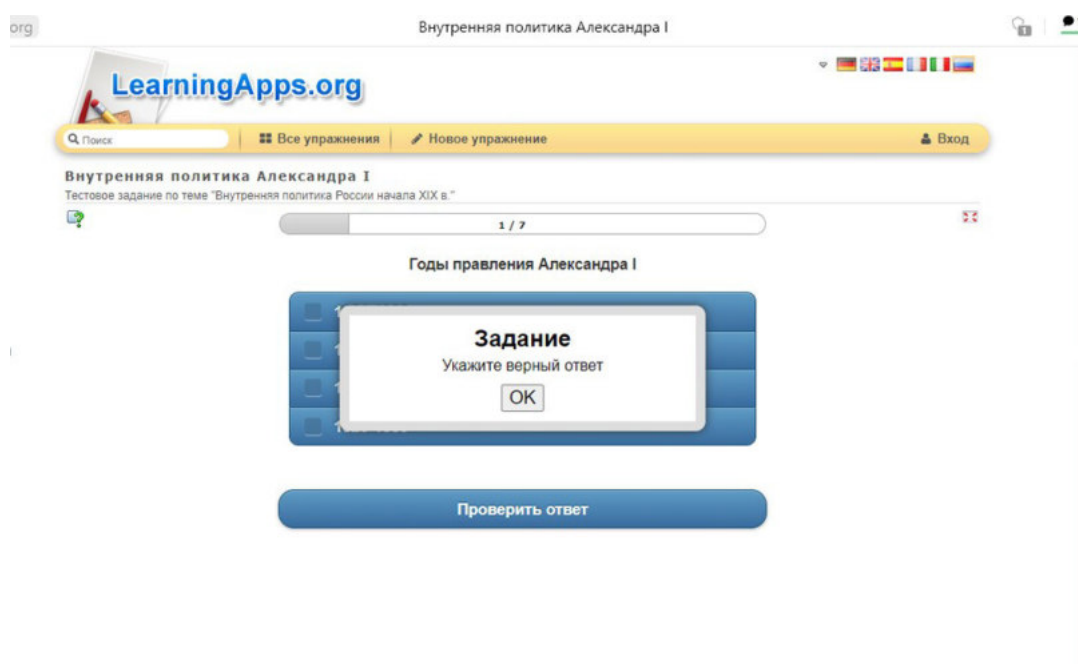 org
Внутренняя политика Александра I
LearningApps.org
Поиск
Все упражнения
Новое упражнение
Вход
Внутренняя политика Александра I
Тестовое задание по теме "Внутренняя политика России начала XIX в."
1 / 7
Годы правления Александра I
Задание
Укажите верный ответ
OK
Проверить ответ